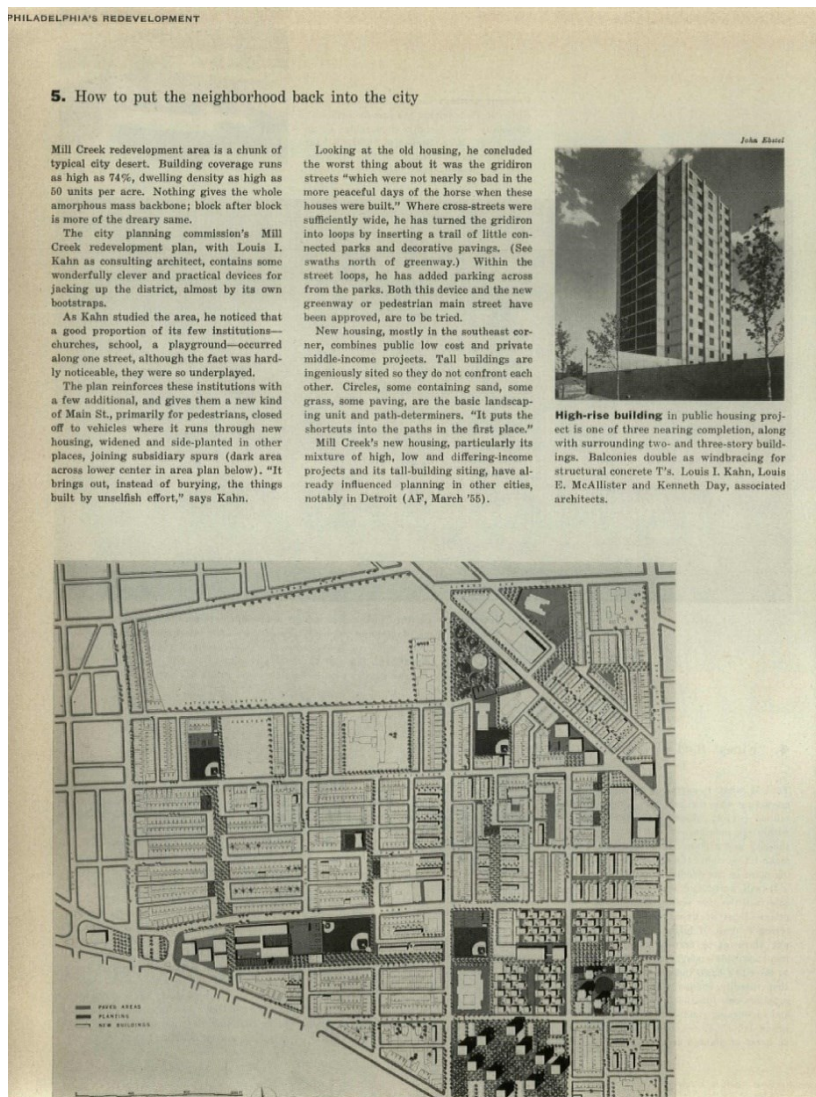 PHILADELPHIA'S REDEVELOPMENT
5. How to put the neighborhood back into the city
Mill Creek redevelopment area is a chunk of
typical city desert. Building coverage runs
as high as 74%, dwelling density as high as
50 units per acre. Nothing gives the whole
amorphous mass backbone; block after block
is more of the dreary same.
The city planning commission's Mill
Creek redevelopment plan, with Louis I.
Kahn as consulting architect, contains some
wonderfully clever and practical devices for
jacking up the district, almost by its own
bootstraps.
As Kahn studied the area, he noticed that
a good proportion of its few institutions—
churches, school, a playground—occurred
along one street, although the fact was hard-
ly noticeable, they were so underplayed.
The plan reinforces these institutions with
a few additional, and gives them a new kind
of Main St., primarily for pedestrians, closed
off to vehicles where it runs through new
housing, widened and side-planted in other
places, joining subsidiary spurs (dark area
across lower center in area plan below). "It
brings out, instead of burying, the things
built by unselfish effort," says Kahn.
Looking at the old housing, he concluded
the worst thing about it was the gridiron
streets "which were not nearly so bad in the
more peaceful days of the horse when these
houses were built." Where cross-streets were
sufficiently wide, he has turned the gridiron
into loops by inserting a trail of little con-
nected parks and decorative pavings. (See
swaths north of greenway.) Within the
street loops, he has added parking across
from the parks. Both this device and the new
greenway or pedestrian main street have
been approved, are to be tried.
New housing, mostly in the southeast cor-
ner, combines public low cost and private
middle-income projects. Tall buildings are
ingeniously sited so they do not confront each
other. Circles, some containing sand, some
grass, some paving, are the basic landscap-
ing unit and path-determiners. "It puts the
shortcuts into the paths in the first place."
Mill Creek's new housing, particularly its
mixture of high, low and differing-income
projects and its tall-building siting, have al-
ready influenced planning in other cities,
notably in Detroit (AF, March '55).
John Ebstel
High-rise building in public housing proj-
ect is one of three nearing completion, along
with surrounding two- and three-story build-
ings. Balconies double as windbracing for
structural concrete T's. Louis I. Kahn, Louis
E. McAllister and Kenneth Day, associated
architects.
PAVED AREAS
PLANTING
NEW BUILDINGS